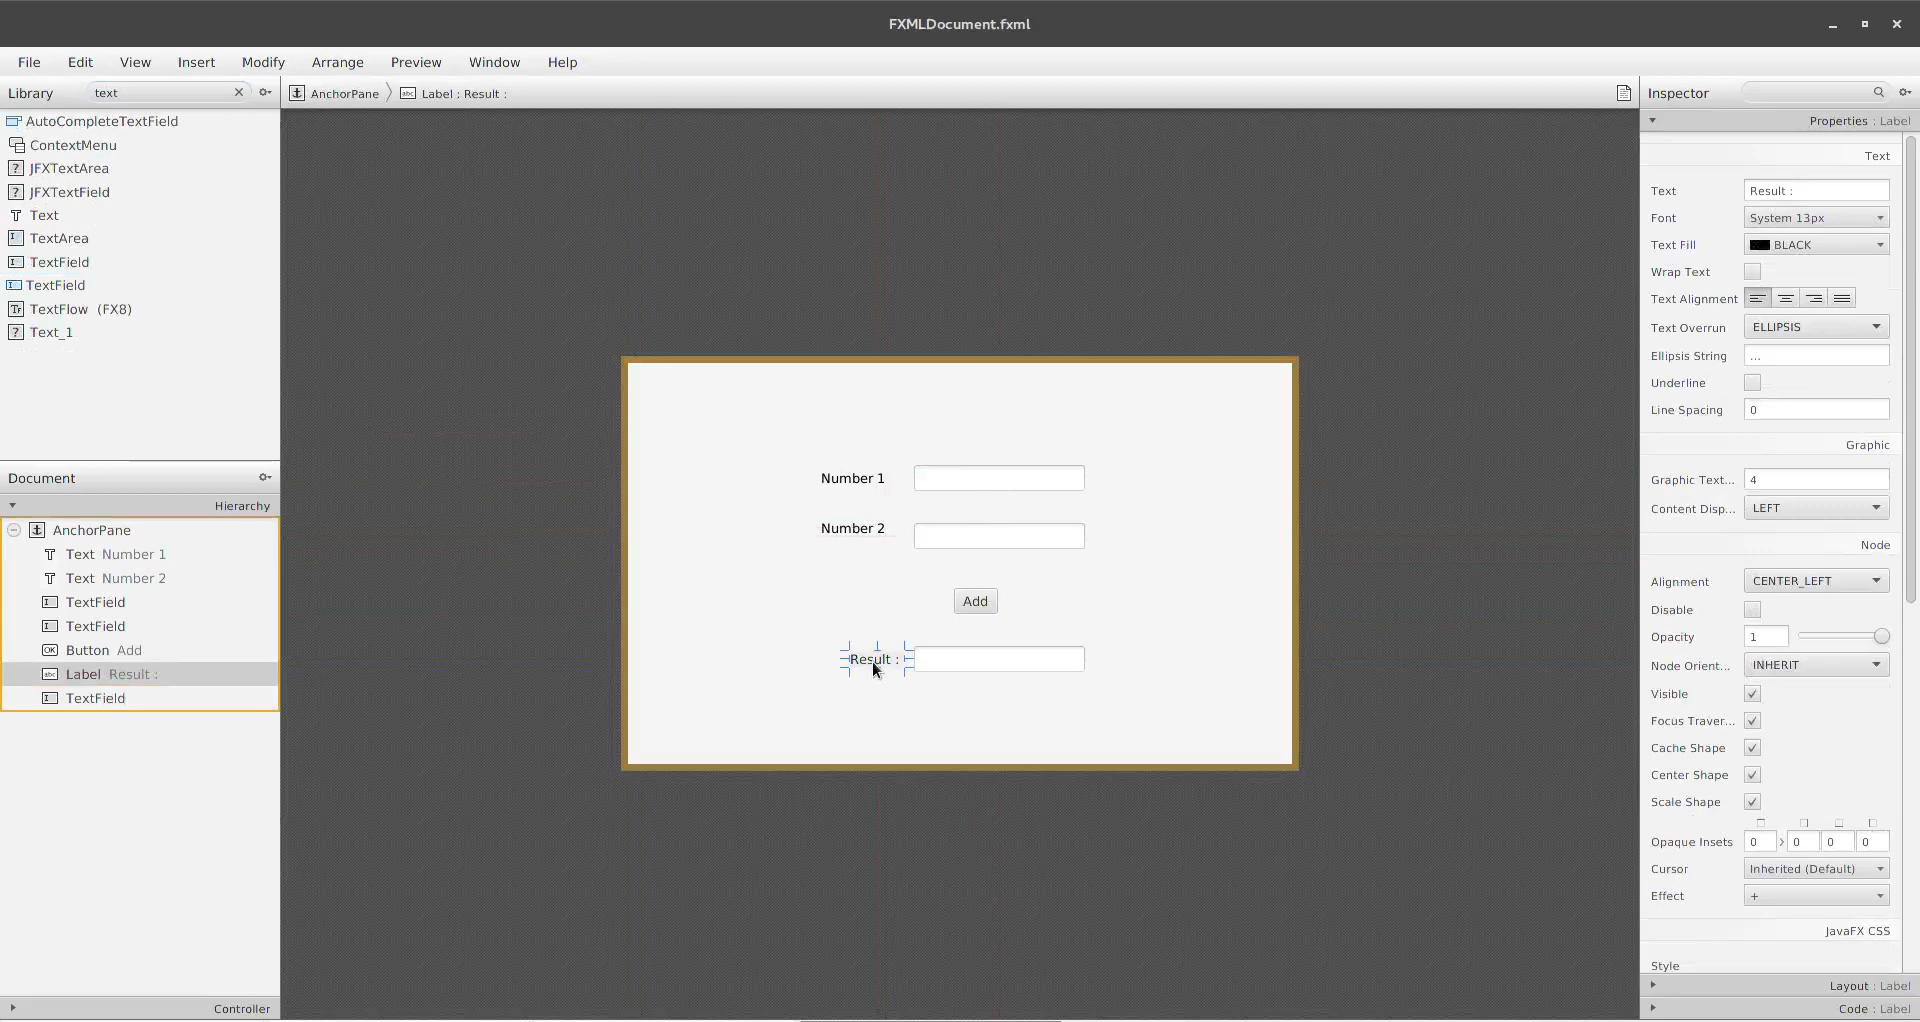 FXMLDocument.fxml
File Edit View Insert Modify Arrange Preview Window Help
Library text
AutoCompleteTextField
ContextMenu
JFXTextArea
JFXTextField
Text
TextArea
TextField
TextField
TextFlow (FX8)
Text_1
Document
Hierarchy
AnchorPane
Text Number 1
Text Number 2
TextField
TextField
Button Add
Label Result :
TextField
Controller
AnchorPane Label : Result :
Number 1
Number 2
Add
Result :
Inspector
Properties : Label
Text
Text Result :
Font System 13px
Text Fill BLACK
Wrap Text
Text Alignment
Text Overrun ELLIPSIS
Ellipsis String ...
Underline
Line Spacing 0
Graphic
Graphic Text... 4
Content Disp... LEFT
Node
Alignment CENTER_LEFT
Disable
Opacity 1
Node Orient... INHERIT
Visible
Focus Traver...
Cache Shape
Center Shape
Scale Shape
Opaque Insets 0 0 0 0
Cursor Inherited (Default)
Effect +
JavaFX CSS
Style
Layout : Label
Code : Label